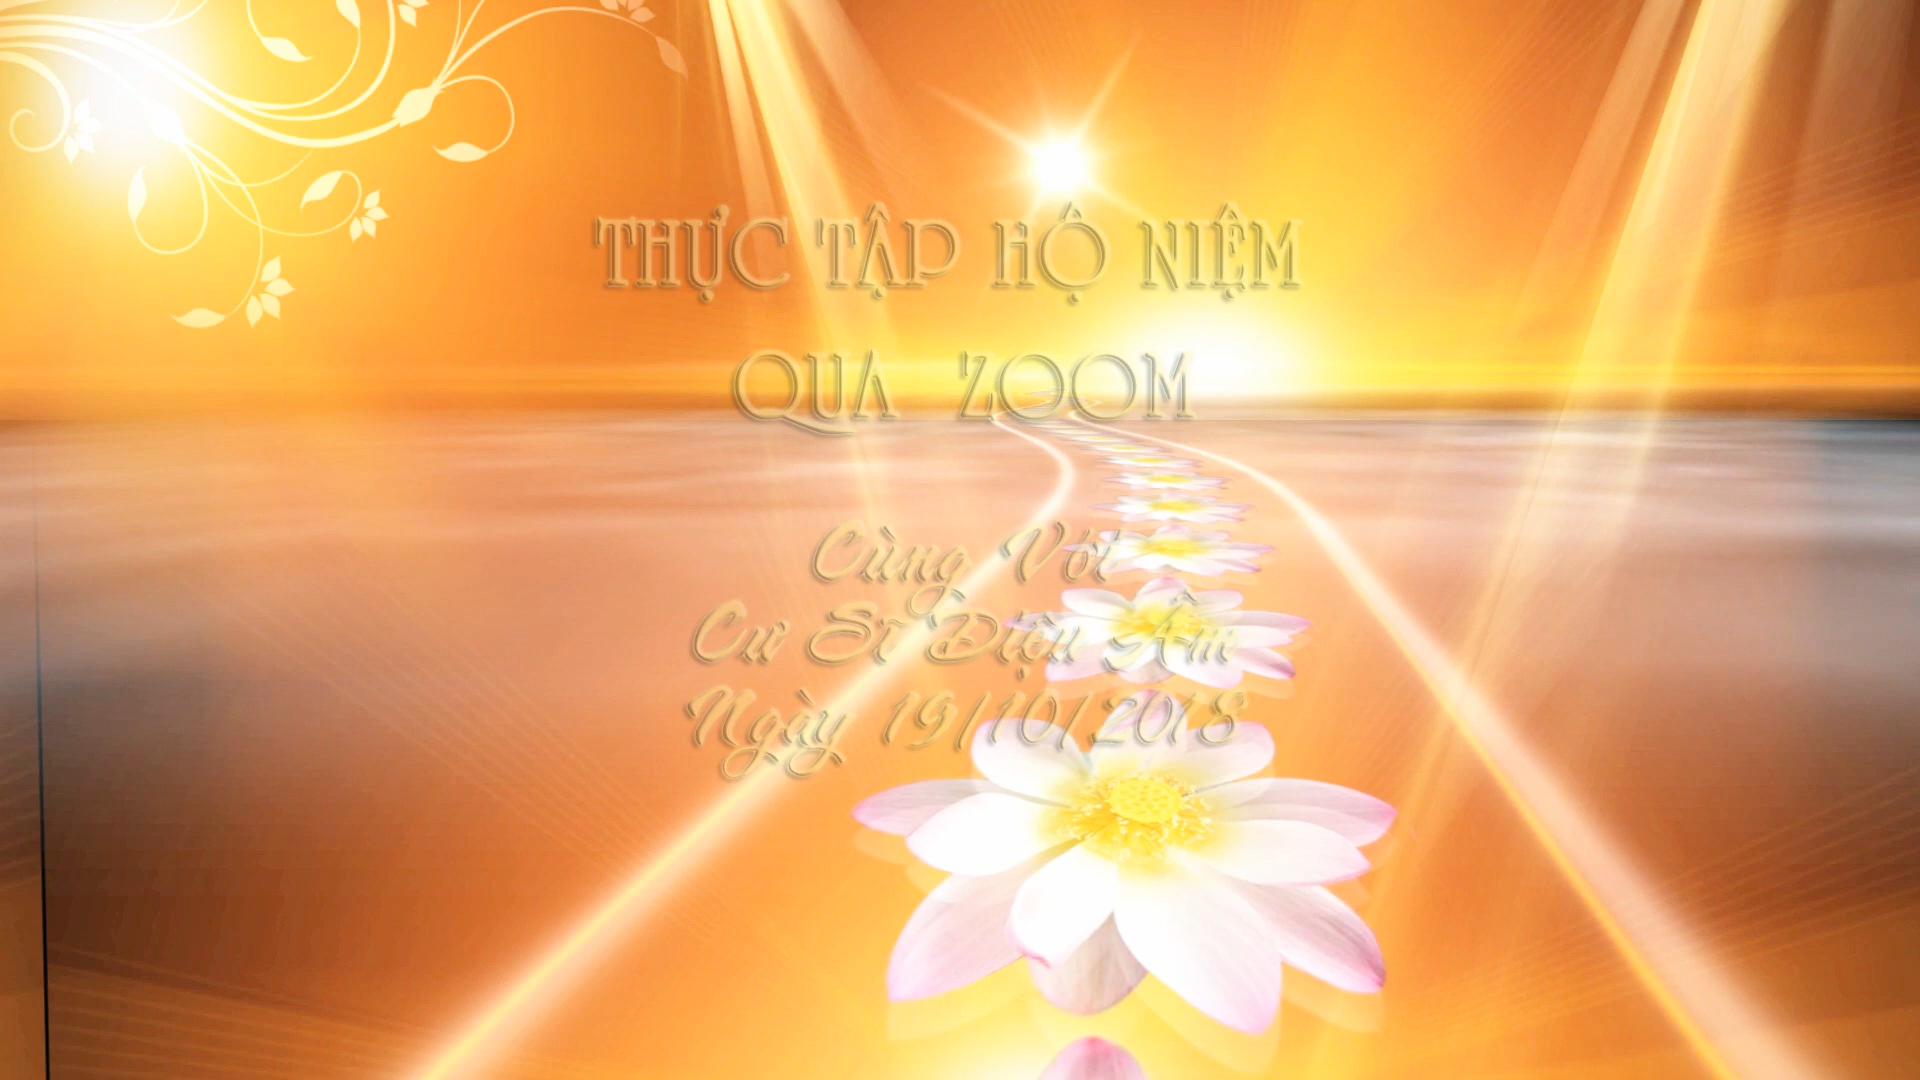 THỰC TẬP HỘ NIỆM
QUA ZOOM
Cùng Với
Cư Sĩ Diệu Âm
Ngày 19/10/2018